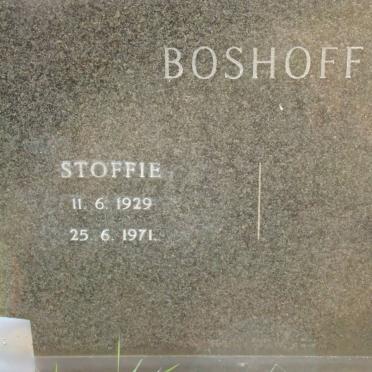 BOSHOFF
STOFFIE
11. 6. 1929
25. 6. 1971.